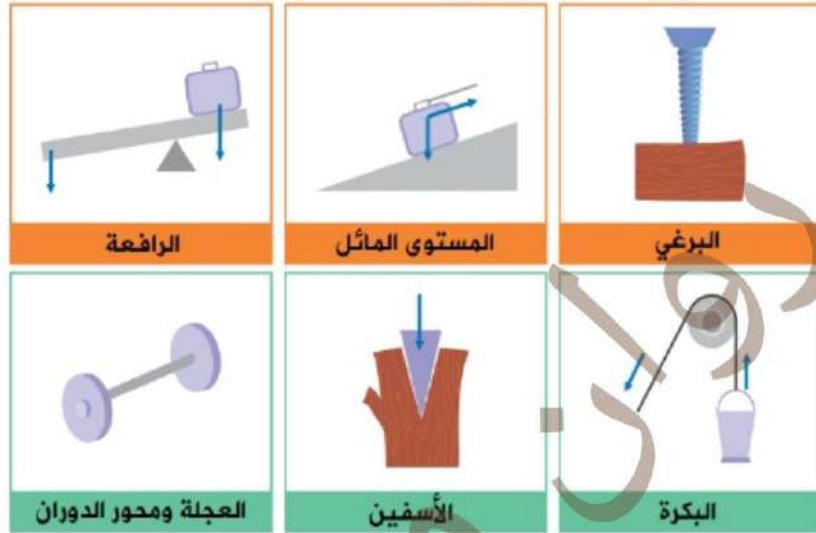 البرغي
المستوى المائل
الرافعة
البكرة
الأسفين
العجلة ومحور الدوران